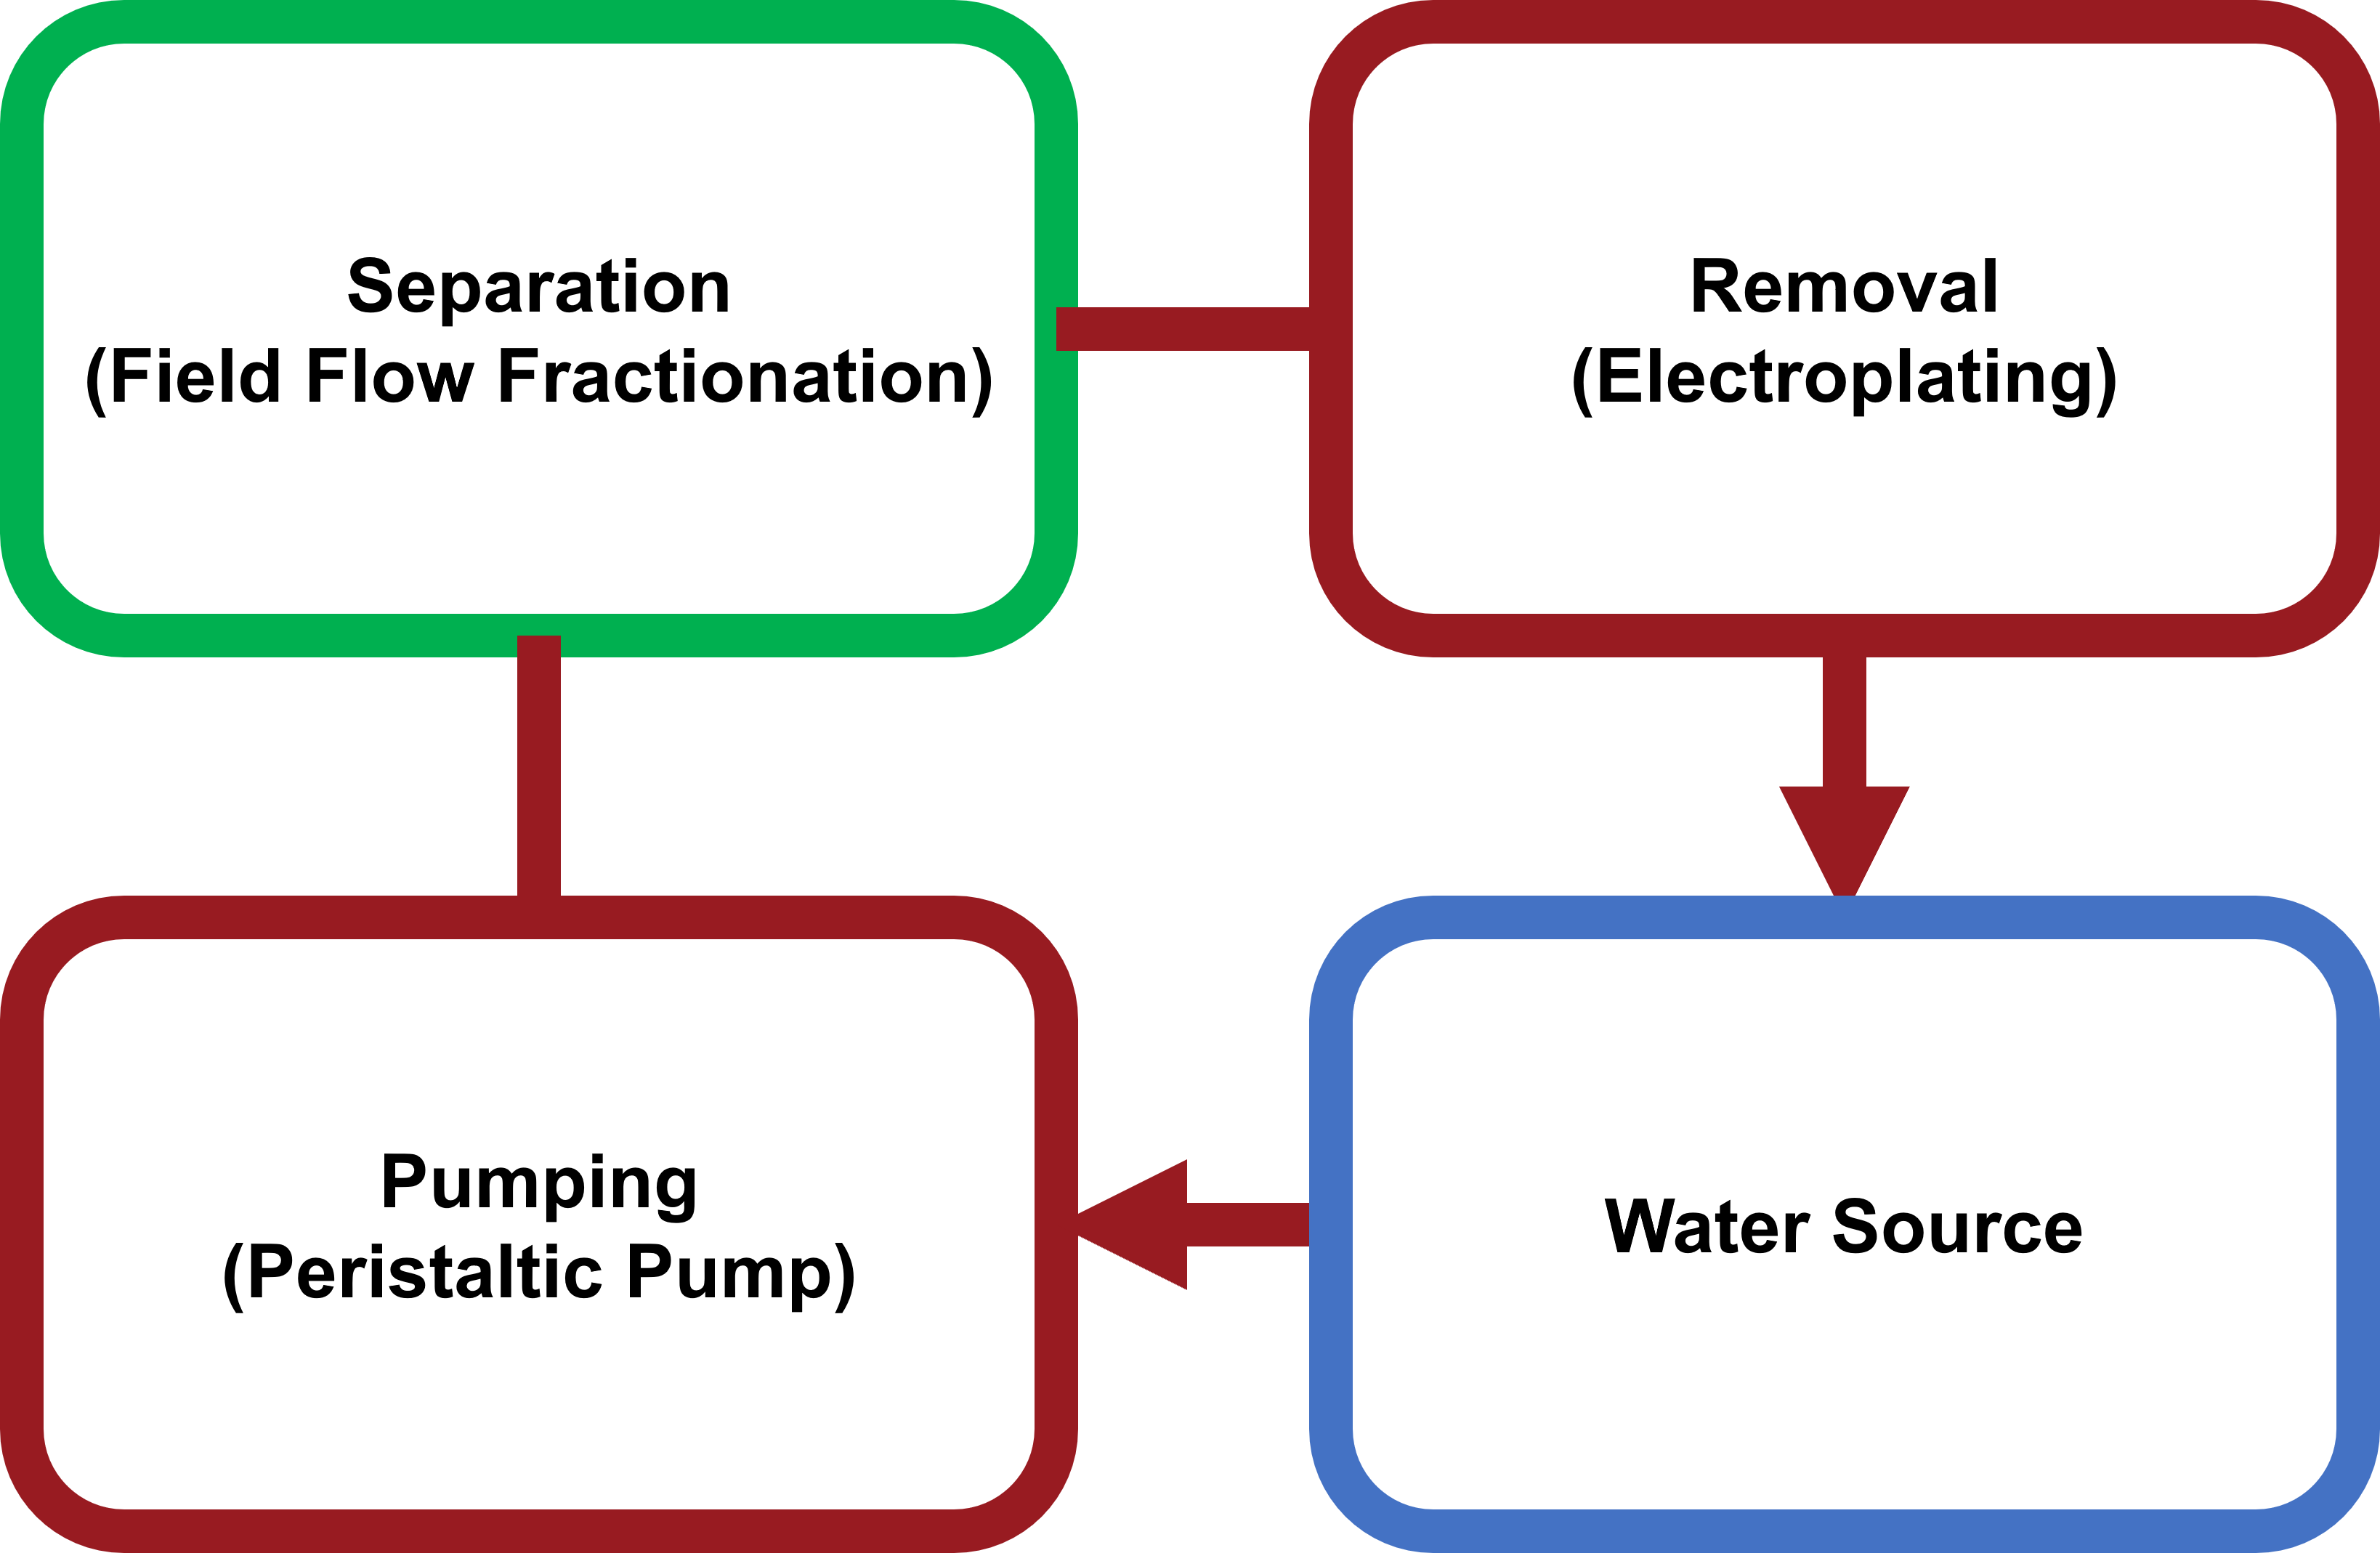 Separation
(Field Flow Fractionation)
Removal
(Electroplating)
Pumping
(Peristaltic Pump)
Water Source